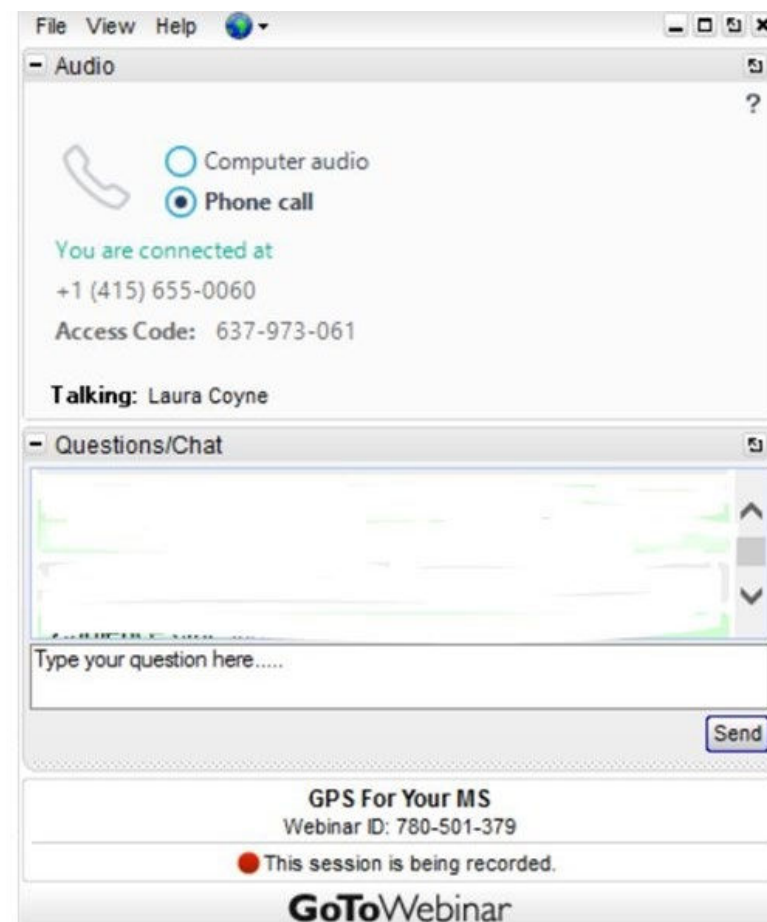 File View Help
Audio
?
Computer audio
Phone call
You are connected at
+1 (415) 655-0060
Access Code: 637-973-061
Talking: Laura Coyne
Questions/Chat
Type your question here.....
Send
GPS For Your MS
Webinar ID: 780-501-379
This session is being recorded.
GoToWebinar